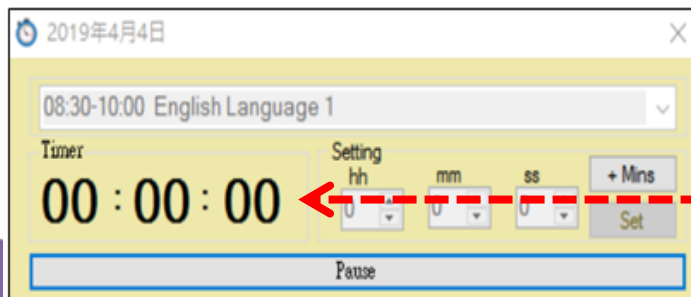 2019年4月4日
08:30-10:00 English Language 1
Timer
Setting
hh mm ss
+ Mins
00 : 00 : 00
0 0 0
Set
Pause